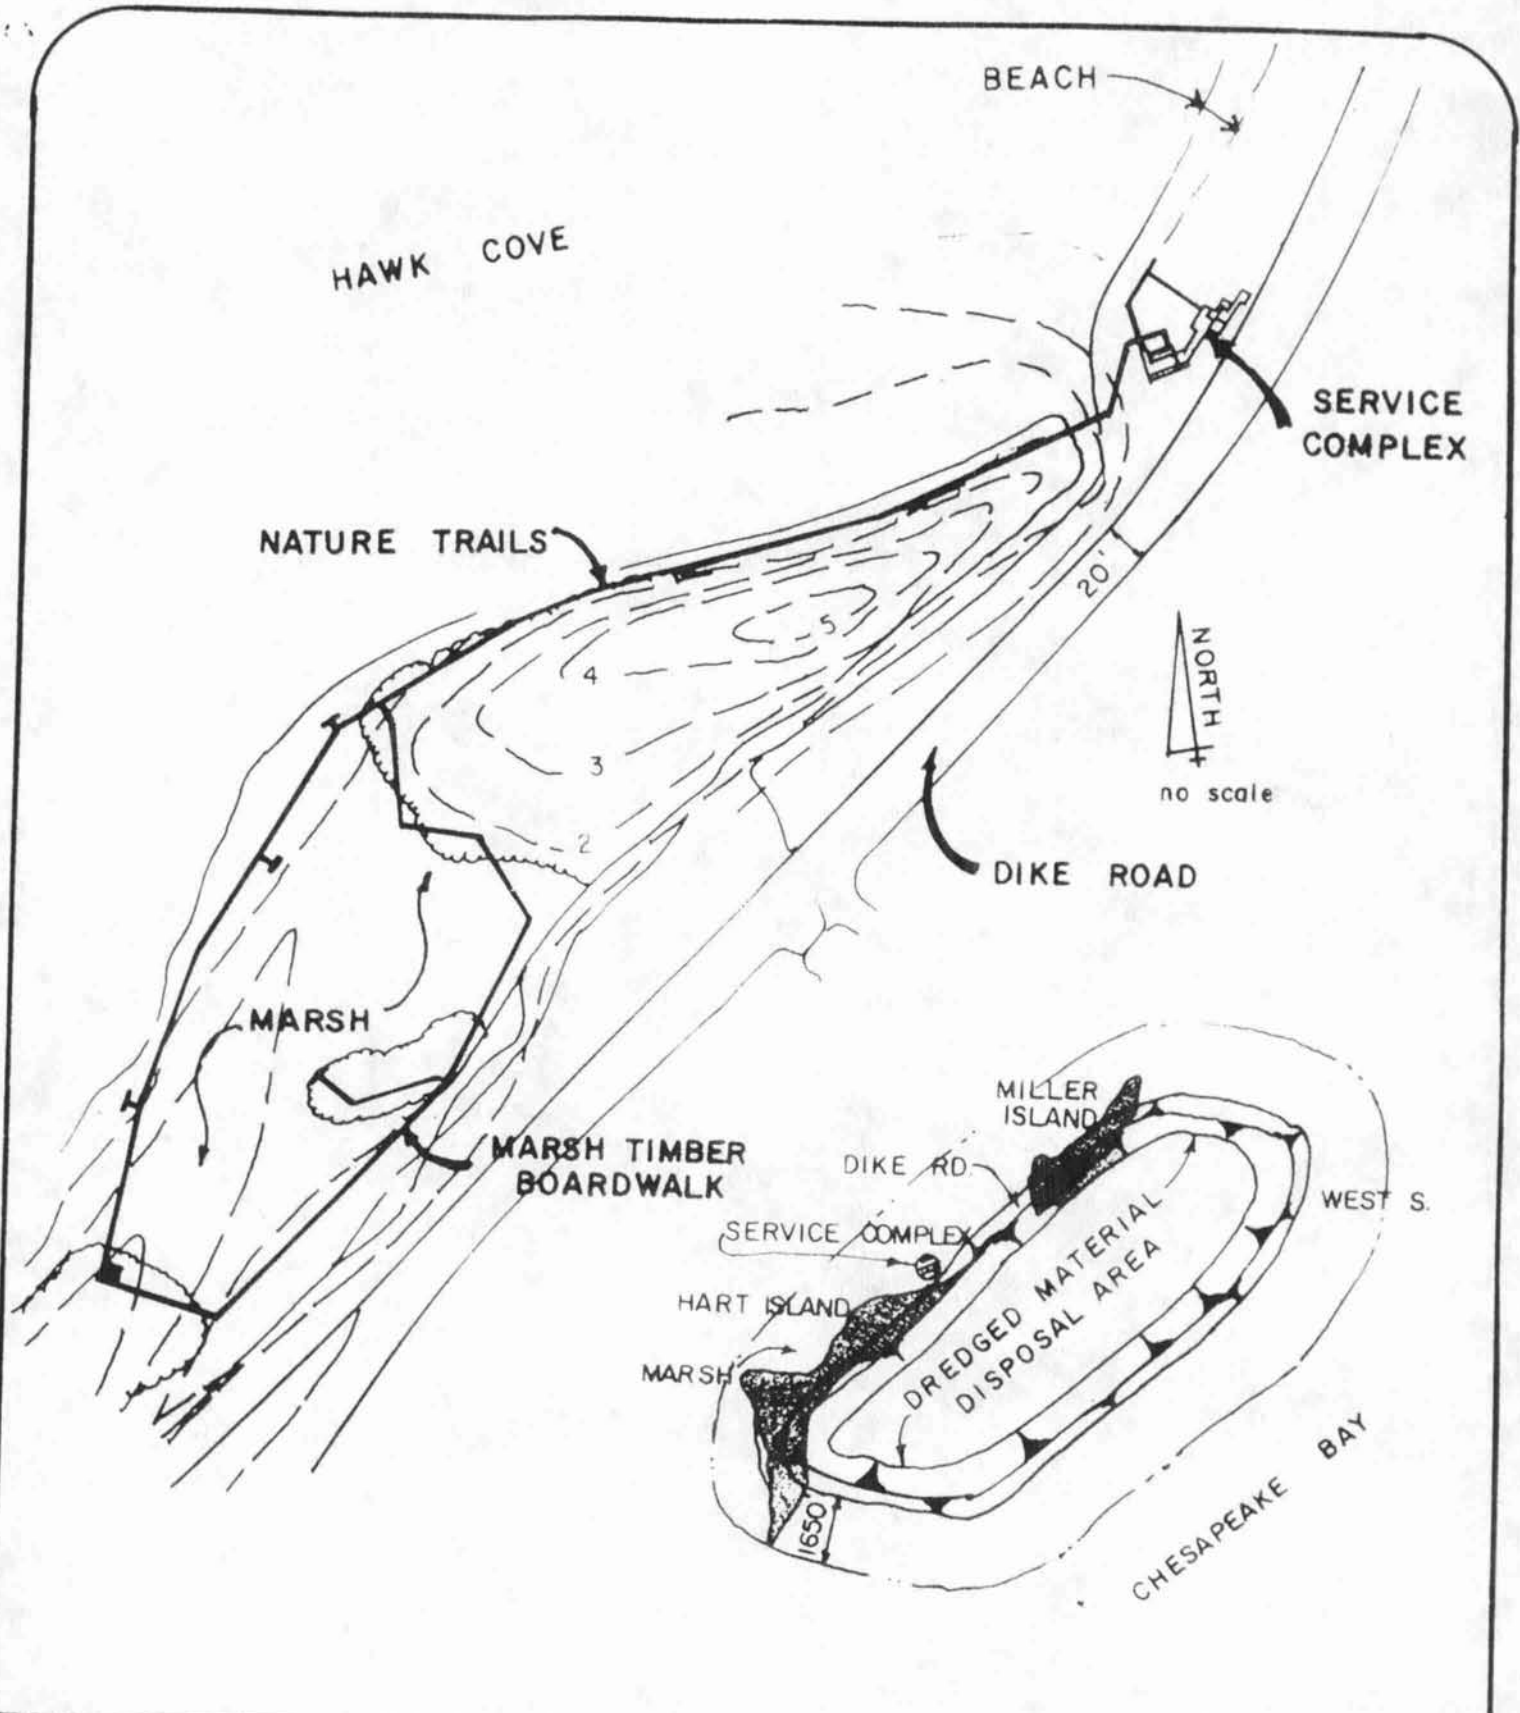 BEACH
HAWK COVE
SERVICE
COMPLEX
NATURE TRAILS
20'
5
4
NORTH
3
no scale
2
DIKE ROAD
MARSH
MILLER
ISLAND
MARSH TIMBER
BOARDWALK
DIKE RD.
WEST S.
SERVICE COMPLEX
DREDGED MATERIAL
DISPOSAL AREA
HART ISLAND
MARSH
1650
CHESAPEAKE BAY